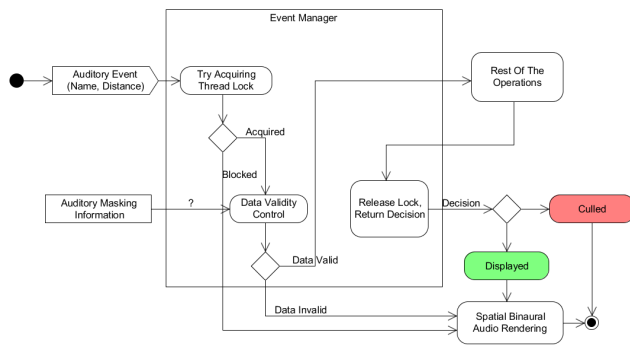 Event Manager
Auditory Event
(Name, Distance)
Try Acquiring
Thread Lock
Rest Of The
Operations
Acquired
Blocked
Auditory Masking
Information
?
Data Validity
Control
Release Lock,
Return Decision
Decision
Culled
Data Valid
Displayed
Data Invalid
Spatial Binaural
Audio Rendering